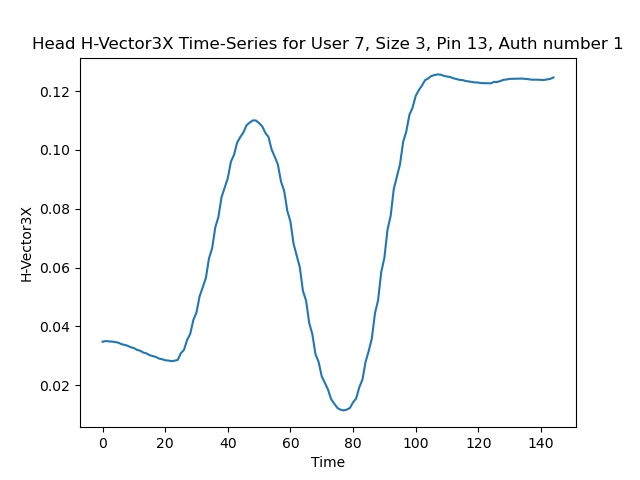 Head H-Vector3X Time-Series for User 7, Size 3, Pin 13, Auth number 1
H-Vector3X
0.12
0.10
0.08
0.06
0.04
0.02
0 20 40 60 80 100 120 140
Time